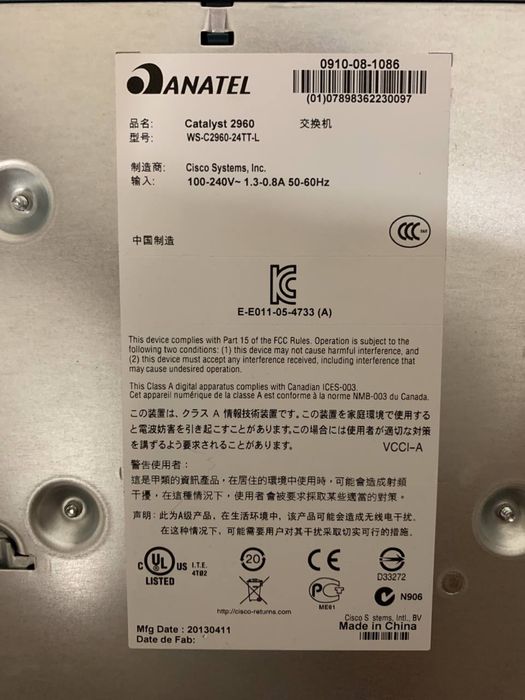 ANATEL
0910-08-1086
(01)07898362230097
品名: Catalyst 2960 交换机
型号: WS-C2960-24TT-L
制造商: Cisco Systems, Inc.
输入: 100-240V~ 1.3-0.8A 50-60Hz
中国制造
CCC
KC
E-E011-05-4733 (A)
This device complies with Part 15 of the FCC Rules. Operation is subject to the
following two conditions: (1) this device may not cause harmful interference, and
(2) this device must accept any interference received, including interference that
may cause undesired operation.
This Class A digital apparatus complies with Canadian ICES-003.
Cet appareil numérique de la classe A est conforme à la norme NMB-003 du Canada.
この装置は、クラス A 情報技術装置です。この装置を家庭環境で使用すると電波妨害を引き起こすことがあります。この場合には使用者が適切な対策
を講ずるよう要求されることがあります。 VCCI-A
警告使用者:
這是甲類的資訊產品，在居住的環境中使用時，可能會造成射頻
干擾，在這種情況下，使用者會被要求採取某些適當的對策。
声明: 此为A级产品，在生活环境中，该产品可能会造成无线电干扰。
在这种情况下，可能需要用户对其干扰采取切实可行的措施。
C UL US I.T.E.
4T02
LISTED
20
CE
D33272
PC
ME61
N906
http://cisco-returns.com
Cisco S stems, Intl., BV
Mfg Date : 20130411
Made in China
Date de Fab: